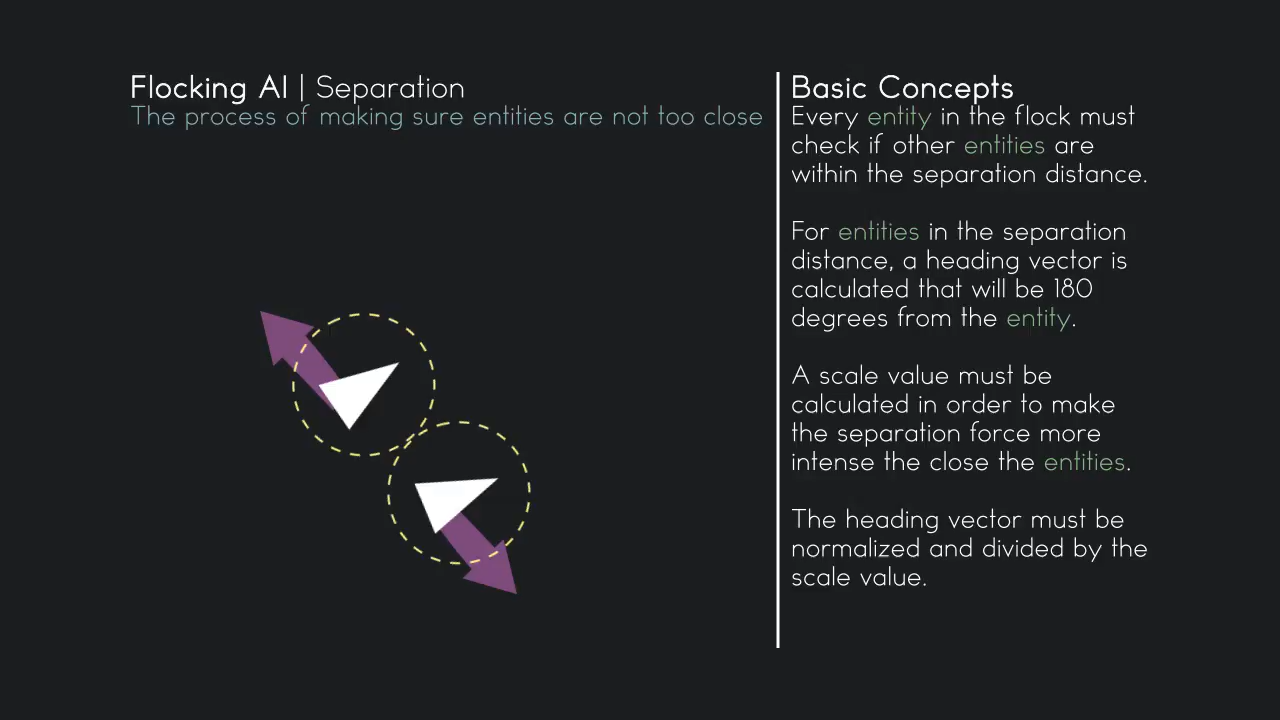 Flocking AI | Separation
The process of making sure entities are not too close
Basic Concepts
Every entity in the flock must
check if other entities are
within the separation distance.
For entities in the separation
distance, a heading vector is
calculated that will be 180
degrees from the entity.
A scale value must be
calculated in order to make
the separation force more
intense the close the entities.
The heading vector must be
normalized and divided by the
scale value.